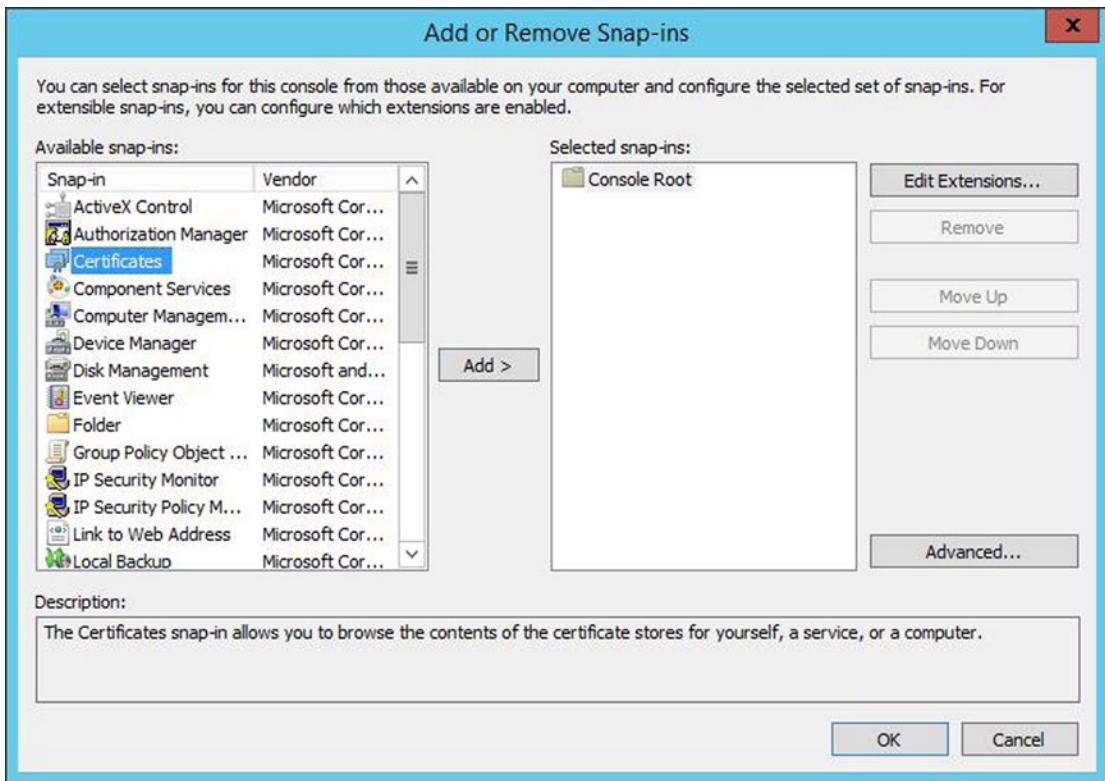 Add or Remove Snap-ins
x
You can select snap-ins for this console from those available on your computer and configure the selected set of snap-ins. For
extensible snap-ins, you can configure which extensions are enabled.
Available snap-ins:
Snap-in Vendor
ActiveX Control Microsoft Cor...
Authorization Manager Microsoft Cor...
Certificates Microsoft Cor...
Component Services Microsoft Cor...
Computer Managem... Microsoft Cor...
Device Manager Microsoft Cor...
Disk Management Microsoft and...
Event Viewer Microsoft Cor...
Folder Microsoft Cor...
Group Policy Object ... Microsoft Cor...
IP Security Monitor Microsoft Cor...
IP Security Policy M... Microsoft Cor...
Link to Web Address Microsoft Cor...
Local Backup Microsoft Cor...
Add >
Selected snap-ins:
Console Root
Edit Extensions...
Remove
Move Up
Move Down
Advanced...
Description:
The Certificates snap-in allows you to browse the contents of the certificate stores for yourself, a service, or a computer.
OK Cancel